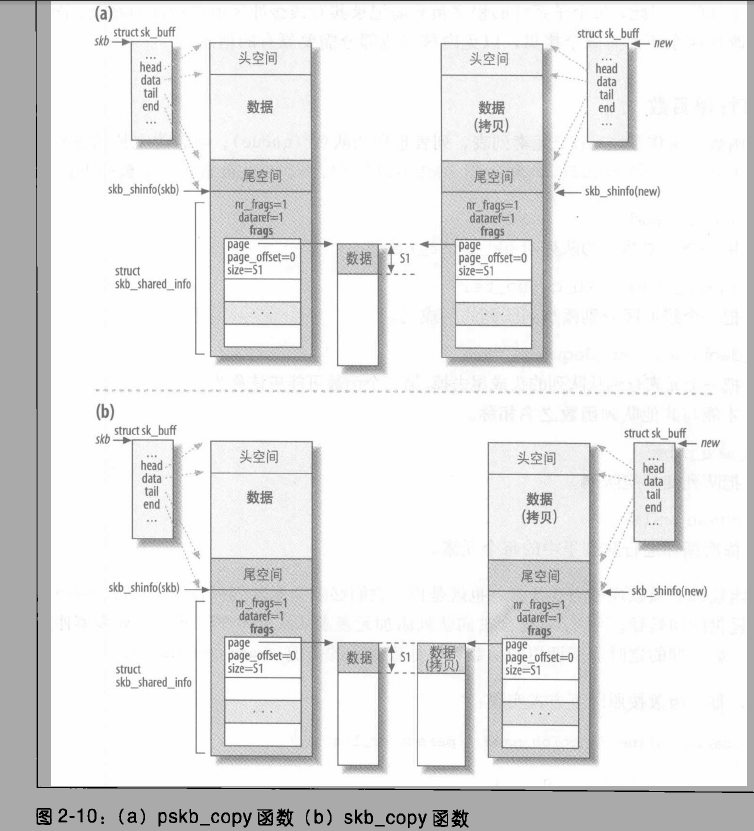 (a)
struct sk_buff
skb
...
head
data
tail
end
...
头空间
数据
尾空间
skb_shinfo(skb)
nr_frags=1
dataref=1
frags
page
page_offset=0
size=S1
...
struct
skb_shared_info
数据
S1
struct sk_buff
new
...
head
data
tail
end
...
头空间
数据
(拷贝)
尾空间
skb_shinfo(new)
nr_frags=1
dataref=1
frags
page
page_offset=0
size=S1
...
(b)
struct sk_buff
skb
...
head
data
tail
end
...
头空间
数据
尾空间
skb_shinfo(skb)
nr_frags=1
dataref=1
frags
page
page_offset=0
size=S1
...
struct
skb_shared_info
数据
S1
数据
(拷贝)
struct sk_buff
new
...
head
data
tail
end
...
头空间
数据
(拷贝)
尾空间
skb_shinfo(new)
nr_frags=1
dataref=1
frags
page
page_offset=0
size=S1
...
图 2-10：(a) pskb_copy 函数 (b) skb_copy 函数